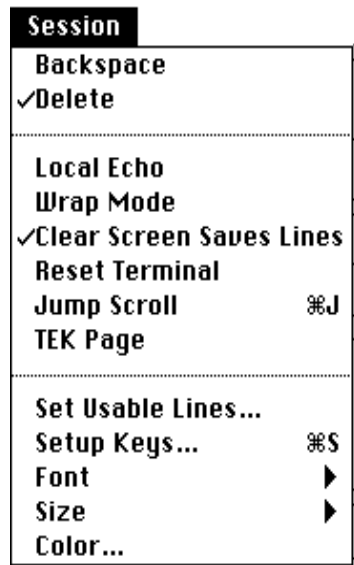 Session
Backspace
✓Delete
Local Echo
Wrap Mode
✓Clear Screen Saves Lines
Reset Terminal
Jump Scroll ⌘J
TEK Page
Set Usable Lines...
Setup Keys... ⌘S
Font ▶
Size ▶
Color...